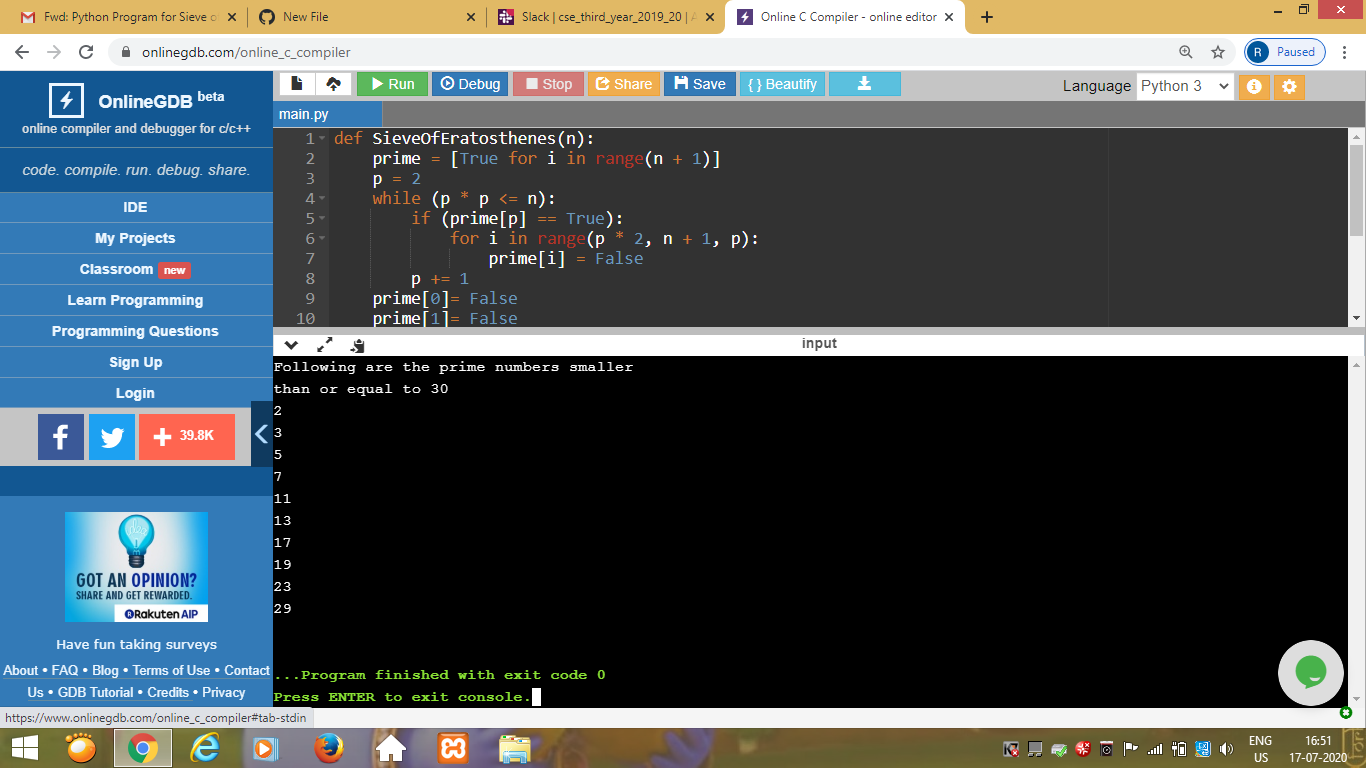 Fwd: Python Program for Sieve o
New File
Slack | cse_third_year_2019_20 |
Online C Compiler - online editor
onlinegdb.com/online_c_compiler
R Paused
OnlineGDB beta
online compiler and debugger for c/c++
code. compile. run. debug. share.
IDE
My Projects
Classroom new
Learn Programming
Programming Questions
Sign Up
Login
f
+ 39.8K
GOT AN OPINION?
SHARE AND GET REWARDED.
Rakuten AIP
Have fun taking surveys
About • FAQ • Blog • Terms of Use • Contact
Us • GDB Tutorial • Credits • Privacy
https://www.onlinegdb.com/online_c_compiler#tab-stdin
Run Debug Stop Share Save { } Beautify
Language Python 3
main.py
1 def SieveOfEratosthenes(n):
2 prime = [True for i in range(n + 1)]
3 p = 2
4 while (p * p <= n):
5 if (prime[p] == True):
6 for i in range(p * 2, n + 1, p):
7 prime[i] = False
8 p += 1
9 prime[0]= False
10 prime[1]= False
input
Following are the prime numbers smaller
than or equal to 30
2
3
5
7
11
13
17
19
23
29
...Program finished with exit code 0
Press ENTER to exit console.
ENG
US
16:51
17-07-2020